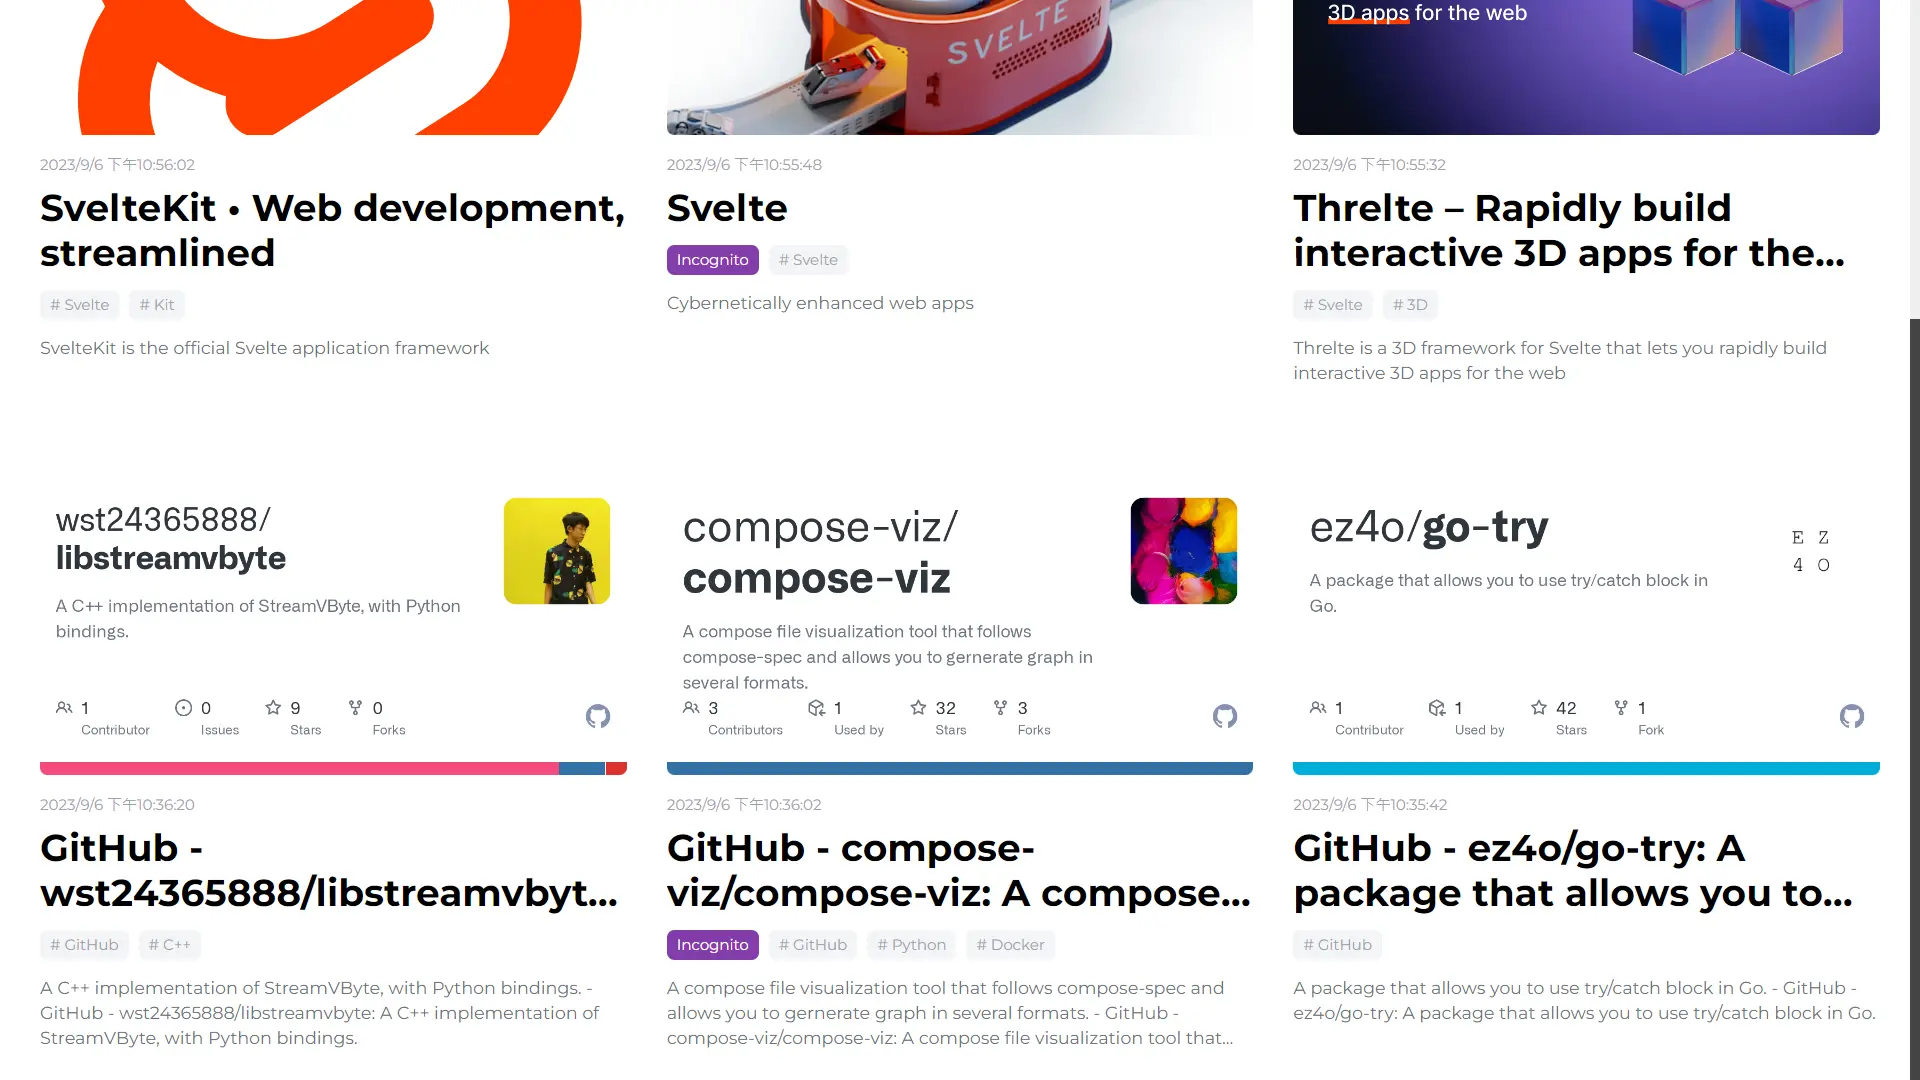 SVELTE
3D apps for the web
2023/9/6 下午10:56:02
SvelteKit • Web development,
streamlined
# Svelte # Kit
SvelteKit is the official Svelte application framework
2023/9/6 下午10:55:48
Svelte
Incognito # Svelte
Cybernetically enhanced web apps
2023/9/6 下午10:55:32
Threlte – Rapidly build
interactive 3D apps for the...
# Svelte # 3D
Threlte is a 3D framework for Svelte that lets you rapidly build
interactive 3D apps for the web
wst24365888/
libstreamvbyte
A C++ implementation of StreamVByte, with Python
bindings.
1 0 9 0
Contributor Issues Stars Forks
2023/9/6 下午10:36:20
GitHub -
wst24365888/libstreamvbyt...
# GitHub # C++
A C++ implementation of StreamVByte, with Python bindings. -
GitHub - wst24365888/libstreamvbyte: A C++ implementation of
StreamVByte, with Python bindings.
compose-viz/
compose-viz
A compose file visualization tool that follows
compose-spec and allows you to gernerate graph in
several formats.
3 1 32 3
Contributors Used by Stars Forks
2023/9/6 下午10:36:02
GitHub - compose-
viz/compose-viz: A compose...
Incognito # GitHub # Python # Docker
A compose file visualization tool that follows compose-spec and
allows you to gernerate graph in several formats. - GitHub -
compose-viz/compose-viz: A compose file visualization tool that...
ez4o/go-try
E Z
4 O
A package that allows you to use try/catch block in
Go.
1 1 42 1
Contributor Used by Stars Fork
2023/9/6 下午10:35:42
GitHub - ez4o/go-try: A
package that allows you to...
# GitHub
A package that allows you to use try/catch block in Go. - GitHub -
ez4o/go-try: A package that allows you to use try/catch block in Go.